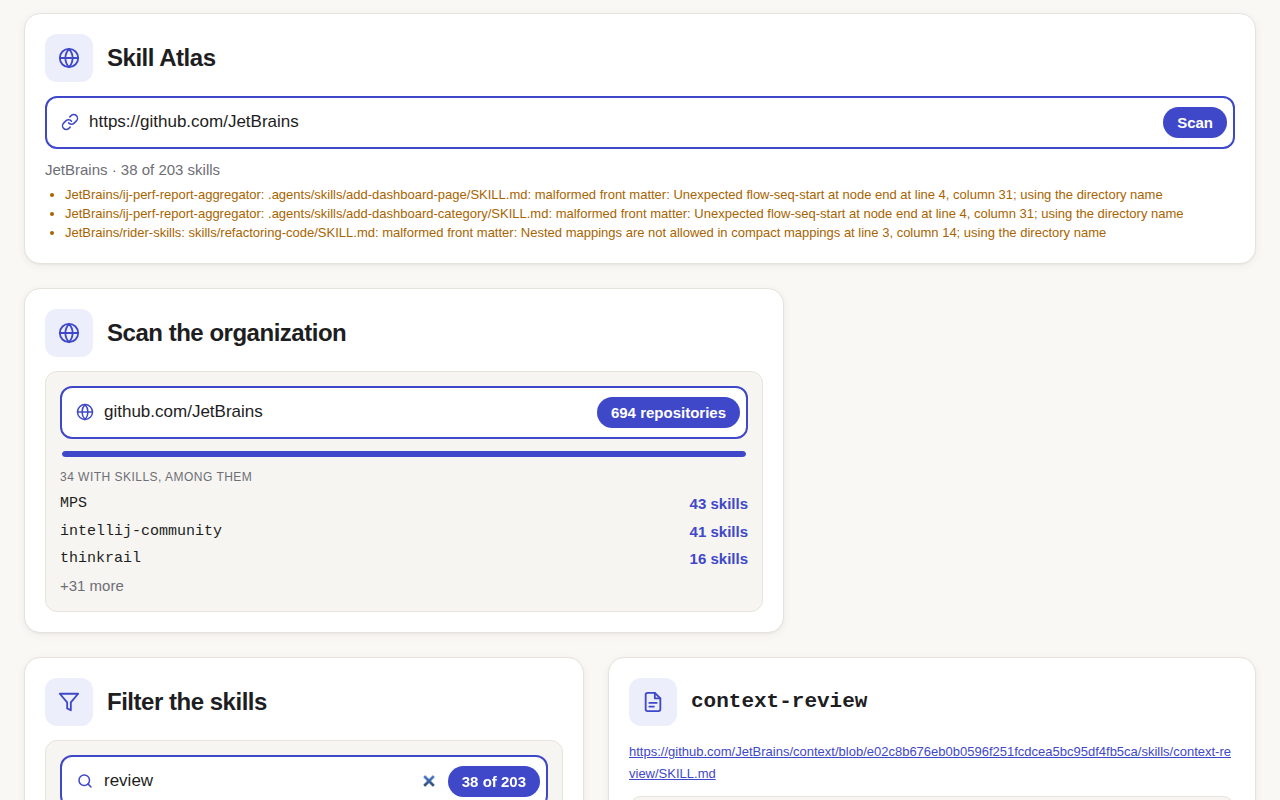 Skill Atlas
https://github.com/JetBrains
Scan
JetBrains · 38 of 203 skills
• JetBrains/ij-perf-report-aggregator: .agents/skills/add-dashboard-page/SKILL.md: malformed front matter: Unexpected flow-seq-start at node end at line 4, column 31; using the directory name
• JetBrains/ij-perf-report-aggregator: .agents/skills/add-dashboard-category/SKILL.md: malformed front matter: Unexpected flow-seq-start at node end at line 4, column 31; using the directory name
• JetBrains/rider-skills: skills/refactoring-code/SKILL.md: malformed front matter: Nested mappings are not allowed in compact mappings at line 3, column 14; using the directory name
Scan the organization
github.com/JetBrains
694 repositories
34 WITH SKILLS, AMONG THEM
MPS
43 skills
intellij-community
41 skills
thinkrail
16 skills
+31 more
Filter the skills
review
38 of 203
context-review
https://github.com/JetBrains/context/blob/e02c8b676eb0b0596f251fcdcea5bc95df4fb5ca/skills/context-re
view/SKILL.md